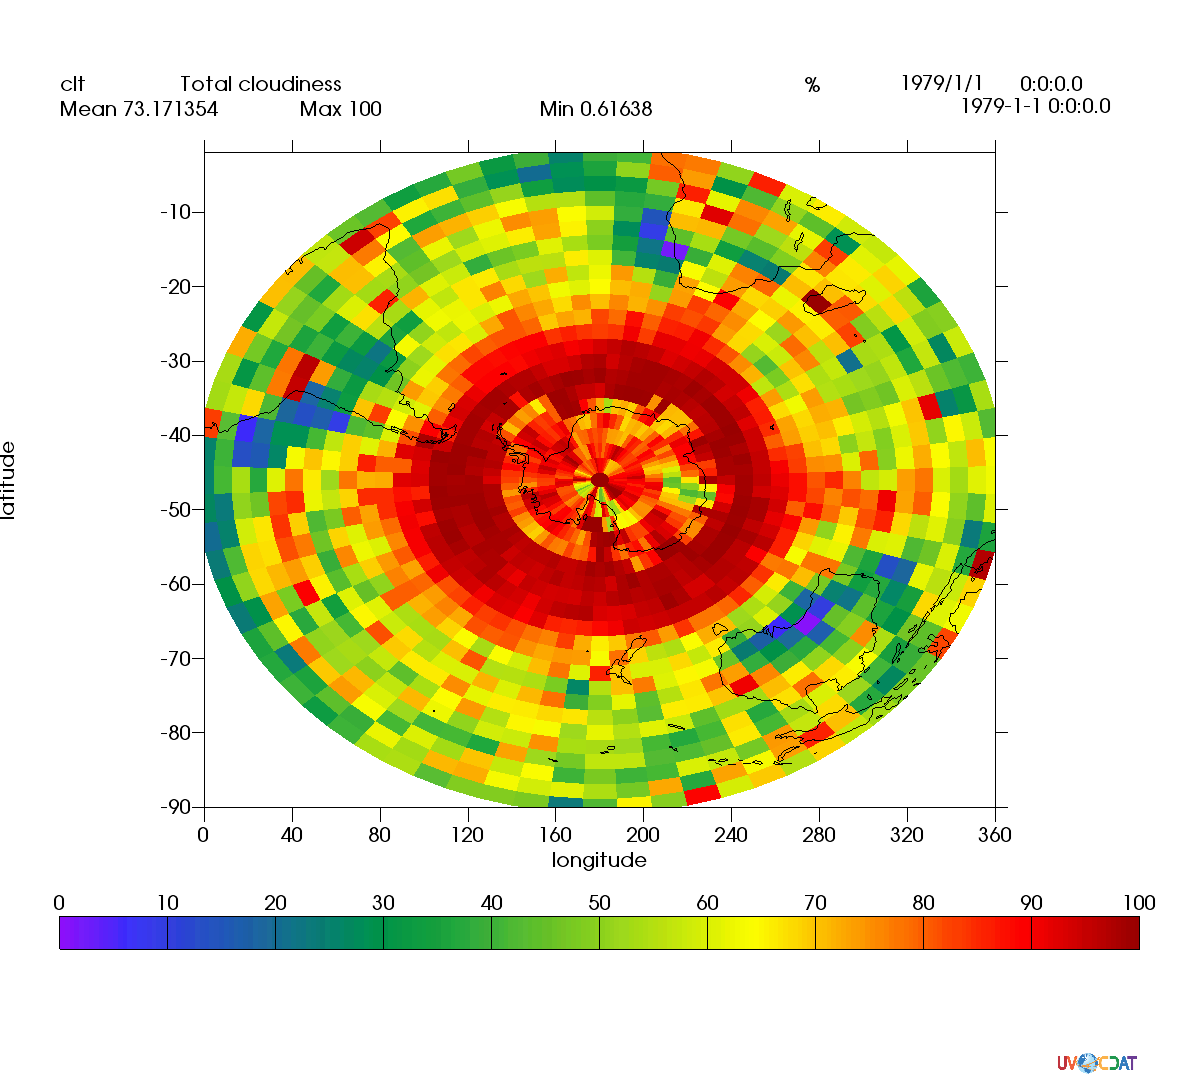 clt Total cloudiness % 1979/1/1 0:0:0.0
Mean 73.171354 Max 100 Min 0.61638 1979-1-1 0:0:0.0
-10
-20
-30
-40
-50
-60
-70
-80
-90
latitude
0 40 80 120 160 200 240 280 320 360
longitude
0 10 20 30 40 50 60 70 80 90 100
UV CDAT